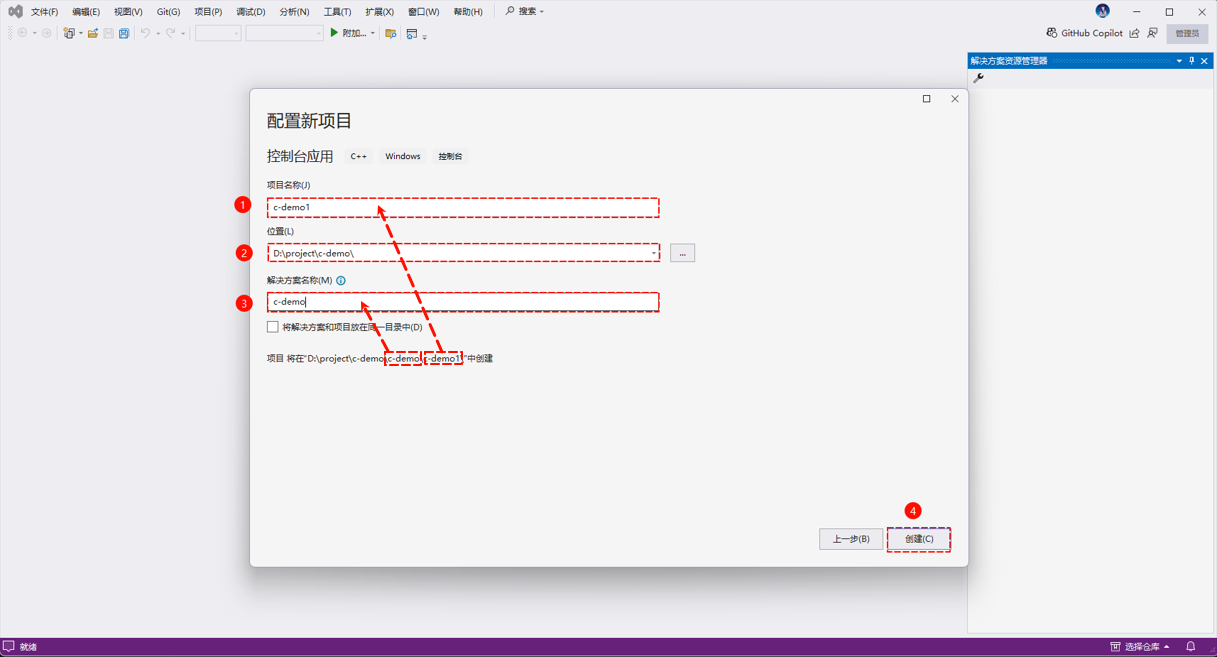 文件(F) 编辑(E) 视图(V) Git(G) 项目(P) 调试(D) 分析(N) 工具(T) 扩展(X) 窗口(W) 帮助(H) 搜索
附加... GitHub Copilot 管理员
解决方案资源管理器
配置新项目
控制台应用 C++ Windows 控制台
项目名称(J)
1 c-demo1
位置(L)
2 D:\project\c-demo\ ...
解决方案名称(M)
3 c-demo
将解决方案和项目放在同一目录中(D)
项目 将在"D:\project\c-demo\c-demo\c-demo1\"中创建
4
上一步(B) 创建(C)
就绪 选择仓库